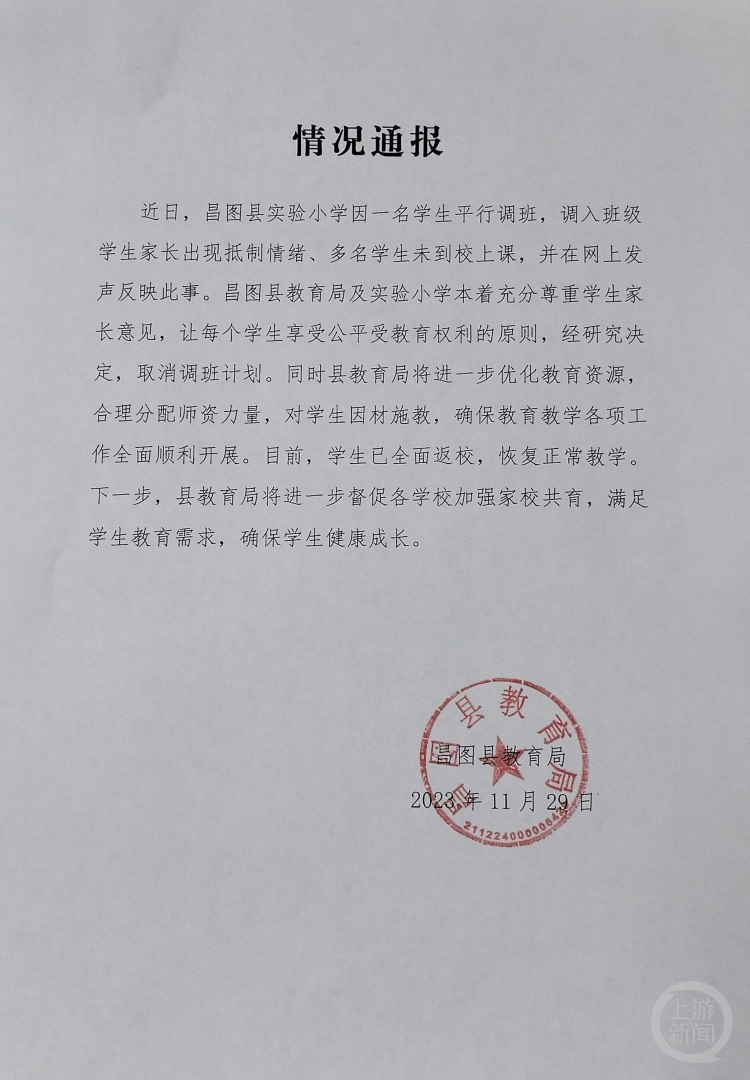 情况通报
近日，昌图县实验小学因一名学生平行调班，调入班级
学生家长出现抵制情绪、多名学生未到校上课，并在网上发
声反映此事。昌图县教育局及实验小学本着充分尊重学生家
长意见，让每个学生享受公平受教育权利的原则，经研究决
定，取消调班计划。同时县教育局将进一步优化教育资源，
合理分配师资力量，对学生因材施教，确保教育教学各项工
作全面顺利开展。目前，学生已全面返校，恢复正常教学。
下一步，县教育局将进一步督促各学校加强家校共育，满足
学生教育需求，确保学生健康成长。
昌图县教育局
昌图县教育局
2023 年 11 月 29 日
上游
新闻